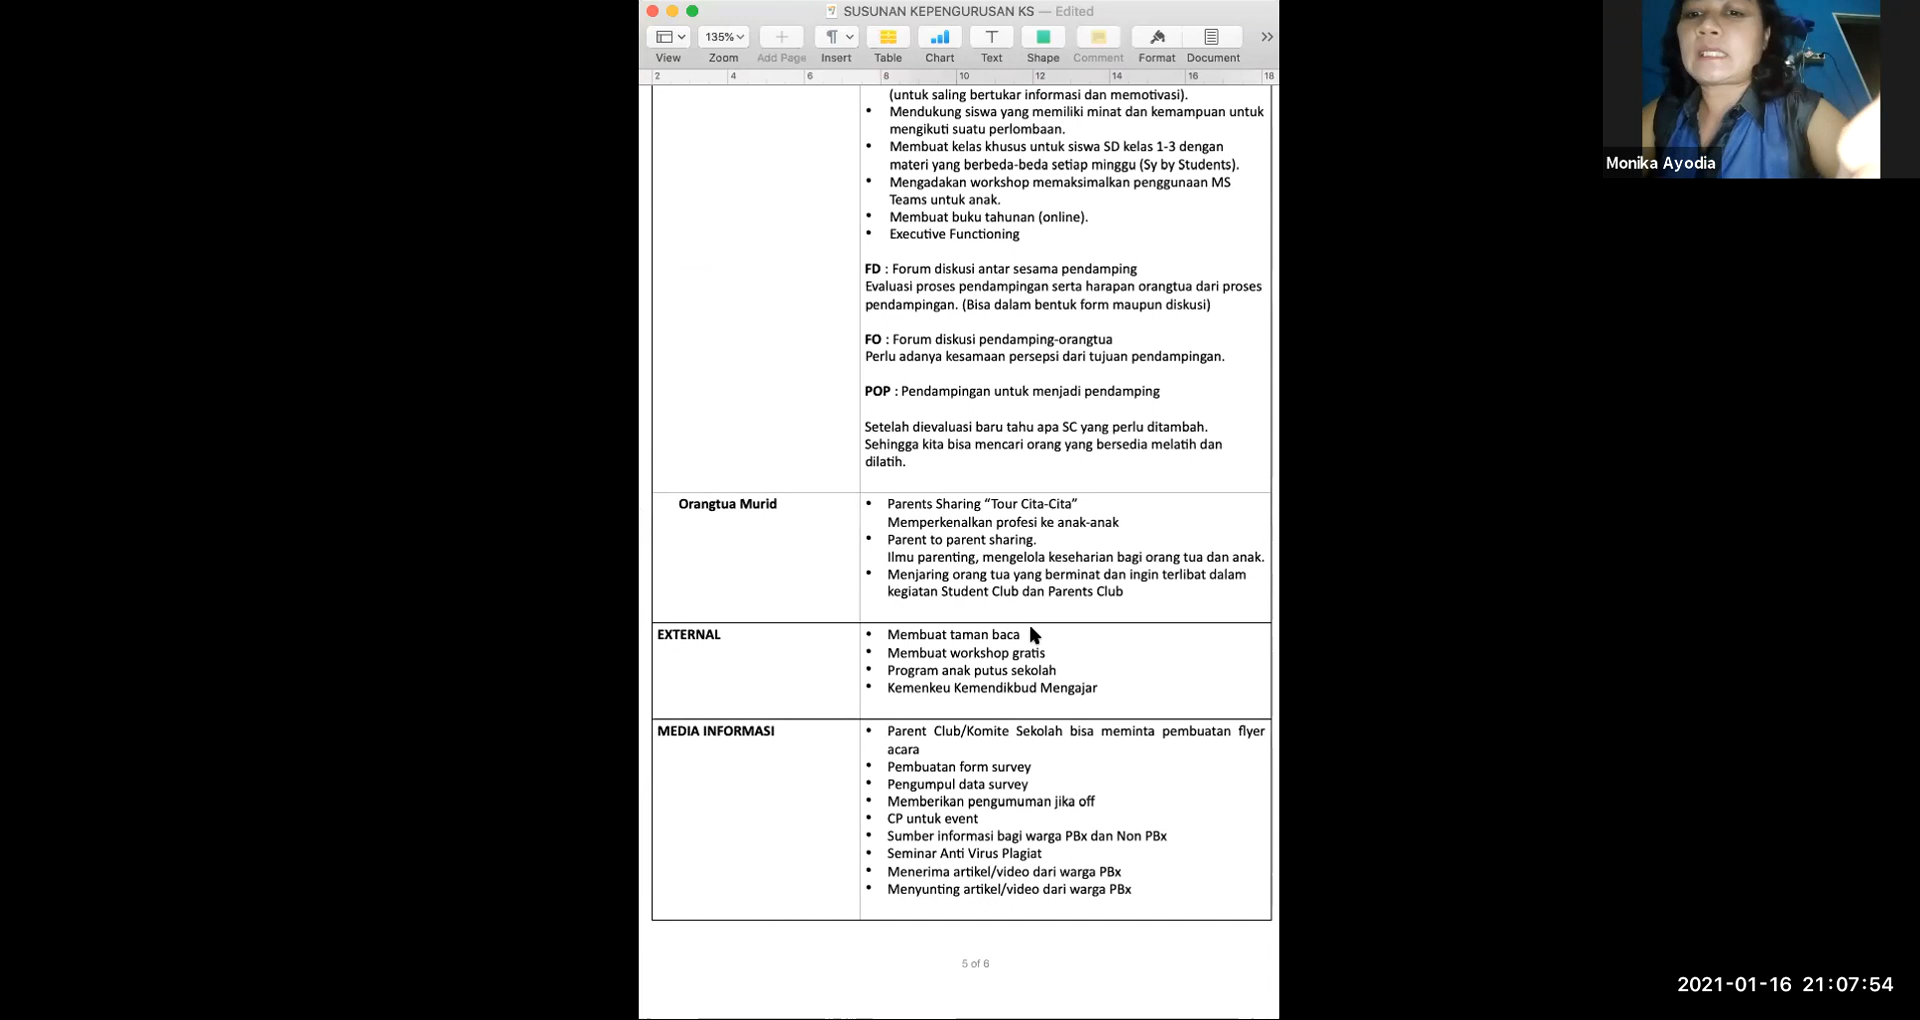 SUSUNAN KEPENGURUSAN KS — Edited
135%
View
Zoom
Add Page
Insert
Table
Chart
Text
Shape
Comment
Format
Document
2 4 6 8 10 12 14 16 18
(untuk saling bertukar informasi dan memotivasi).
• Mendukung siswa yang memiliki minat dan kemampuan untuk
mengikuti suatu perlombaan.
• Membuat kelas khusus untuk siswa SD kelas 1-3 dengan
materi yang berbeda-beda setiap minggu (Sy by Students).
• Mengadakan workshop memaksimalkan penggunaan MS
Teams untuk anak.
• Membuat buku tahunan (online).
• Executive Functioning
FD : Forum diskusi antar sesama pendamping
Evaluasi proses pendampingan serta harapan orangtua dari proses
pendampingan. (Bisa dalam bentuk form maupun diskusi)
FO : Forum diskusi pendamping-orangtua
Perlu adanya kesamaan persepsi dari tujuan pendampingan.
POP : Pendampingan untuk menjadi pendamping
Setelah dievaluasi baru tahu apa SC yang perlu ditambah.
Sehingga kita bisa mencari orang yang bersedia melatih dan
dilatih.
Orangtua Murid
• Parents Sharing “Tour Cita-Cita”
Memperkenalkan profesi ke anak-anak
• Parent to parent sharing.
Ilmu parenting, mengelola keseharian bagi orang tua dan anak.
• Menjaring orang tua yang berminat dan ingin terlibat dalam
kegiatan Student Club dan Parents Club
EXTERNAL
• Membuat taman baca
• Membuat workshop gratis
• Program anak putus sekolah
• Kemenkeu Kemendikbud Mengajar
MEDIA INFORMASI
• Parent Club/Komite Sekolah bisa meminta pembuatan flyer
acara
• Pembuatan form survey
• Pengumpul data survey
• Memberikan pengumuman jika off
• CP untuk event
• Sumber informasi bagi warga PBx dan Non PBx
• Seminar Anti Virus Plagiat
• Menerima artikel/video dari warga PBx
• Menyunting artikel/video dari warga PBx
5 of 6
Monika Ayodia
2021-01-16 21:07:54